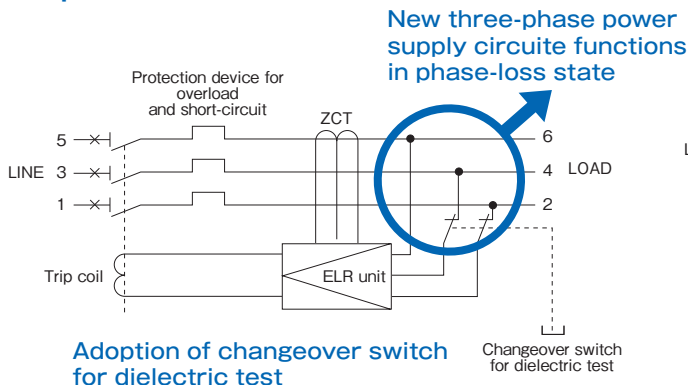 New three-phase power
supply circuite functions
in phase-loss state
Protection device for
overload
and short-circuit
ZCT
5
6
LINE 3
4 LOAD
1
2
Trip coil
ELR unit
Adoption of changeover switch
for dielectric test
Changeover switch
for dielectric test